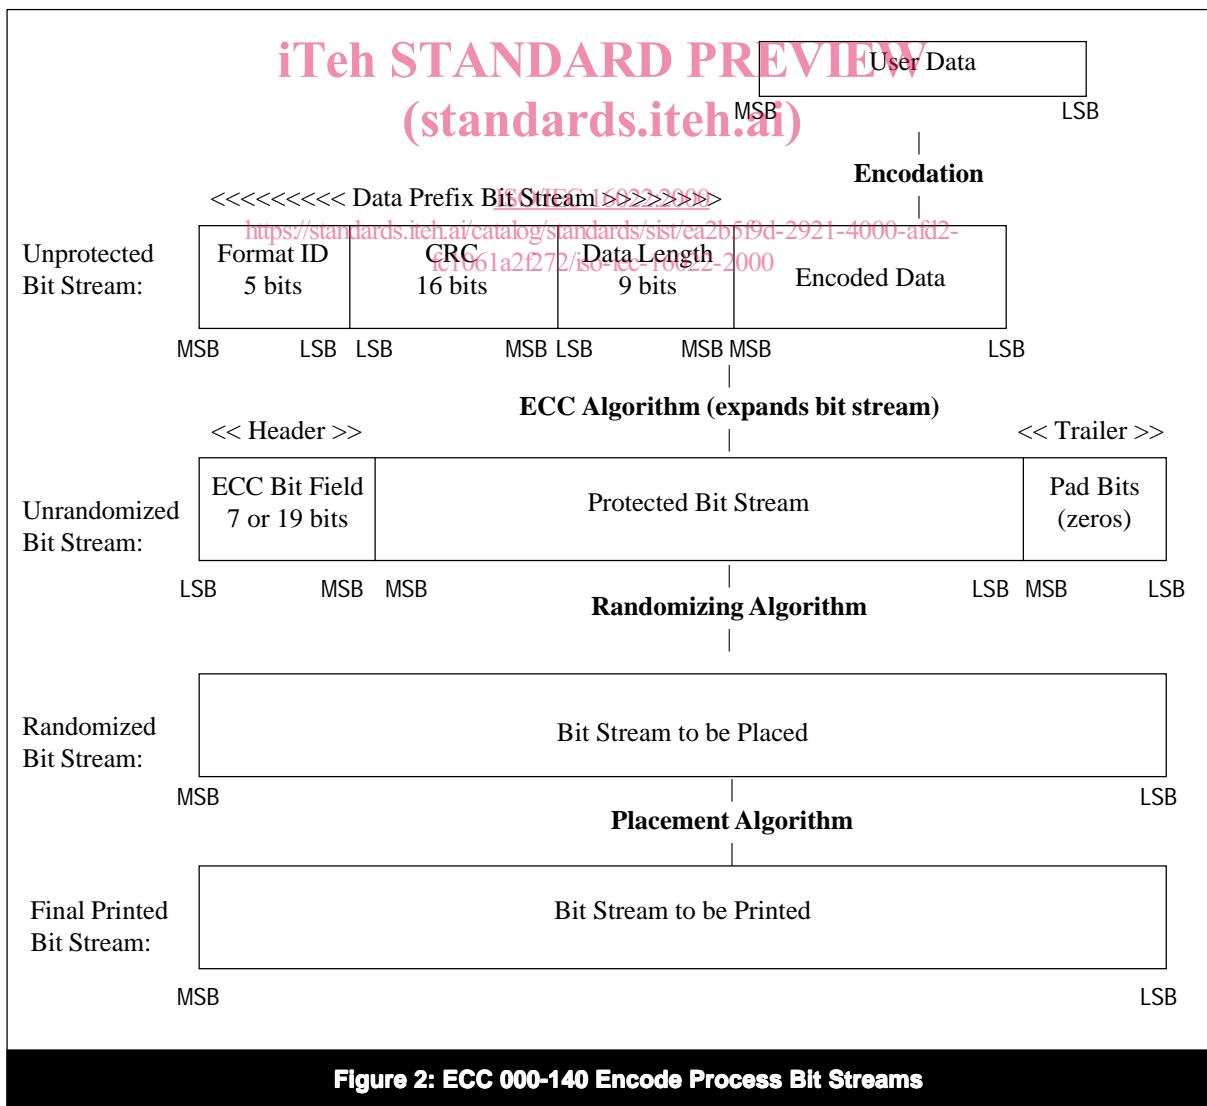 iTeh STANDARD PREVIEW
(standards.iteh.ai)
User Data
MSB LSB
Encodation
<<<<<<<<< Data Prefix Bit Stream >>>>>>>>>
ISO/IEC 16022:2000
https://standards.iteh.ai/catalog/standards/sist/ea2b5f9d-2921-4000-afd2-
fc1061a2f272/iso-iec-16022-2000
Unprotected
Bit Stream:
Format ID
5 bits
CRC
16 bits
Data Length
9 bits
Encoded Data
MSB LSB LSB MSB LSB MSB MSB LSB
ECC Algorithm (expands bit stream)
<< Header >> << Trailer >>
Unrandomized
Bit Stream:
ECC Bit Field
7 or 19 bits
Protected Bit Stream
Pad Bits
(zeros)
LSB MSB MSB LSB MSB LSB
Randomizing Algorithm
Randomized
Bit Stream:
Bit Stream to be Placed
MSB LSB
Placement Algorithm
Final Printed
Bit Stream:
Bit Stream to be Printed
MSB LSB
Figure 2: ECC 000-140 Encode Process Bit Streams